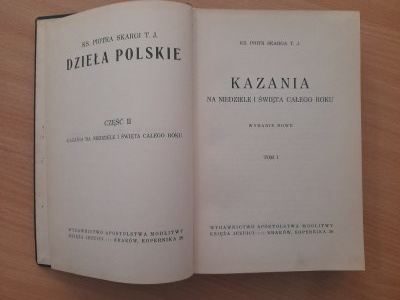 KS. PIOTRA SKARGI T. J.
DZIEŁA POLSKIE
CZĘŚĆ II
KAZANIA NA NIEDZIELE I ŚWIĘTA CAŁEGO ROKU
WYDAWNICTWO APOSTOLSTWA MODLITWY
KSIĘŻA JEZUICI — KRAKÓW, KOPERNIKA 26
KS. PIOTR SKARGA T. J.
KAZANIA
NA NIEDZIELE I ŚWIĘTA CAŁEGO ROKU
WYDANIE NOWE
TOM I
WYDAWNICTWO APOSTOLSTWA MODLITWY
KSIĘŻA JEZUICI — KRAKÓW, KOPERNIKA 26